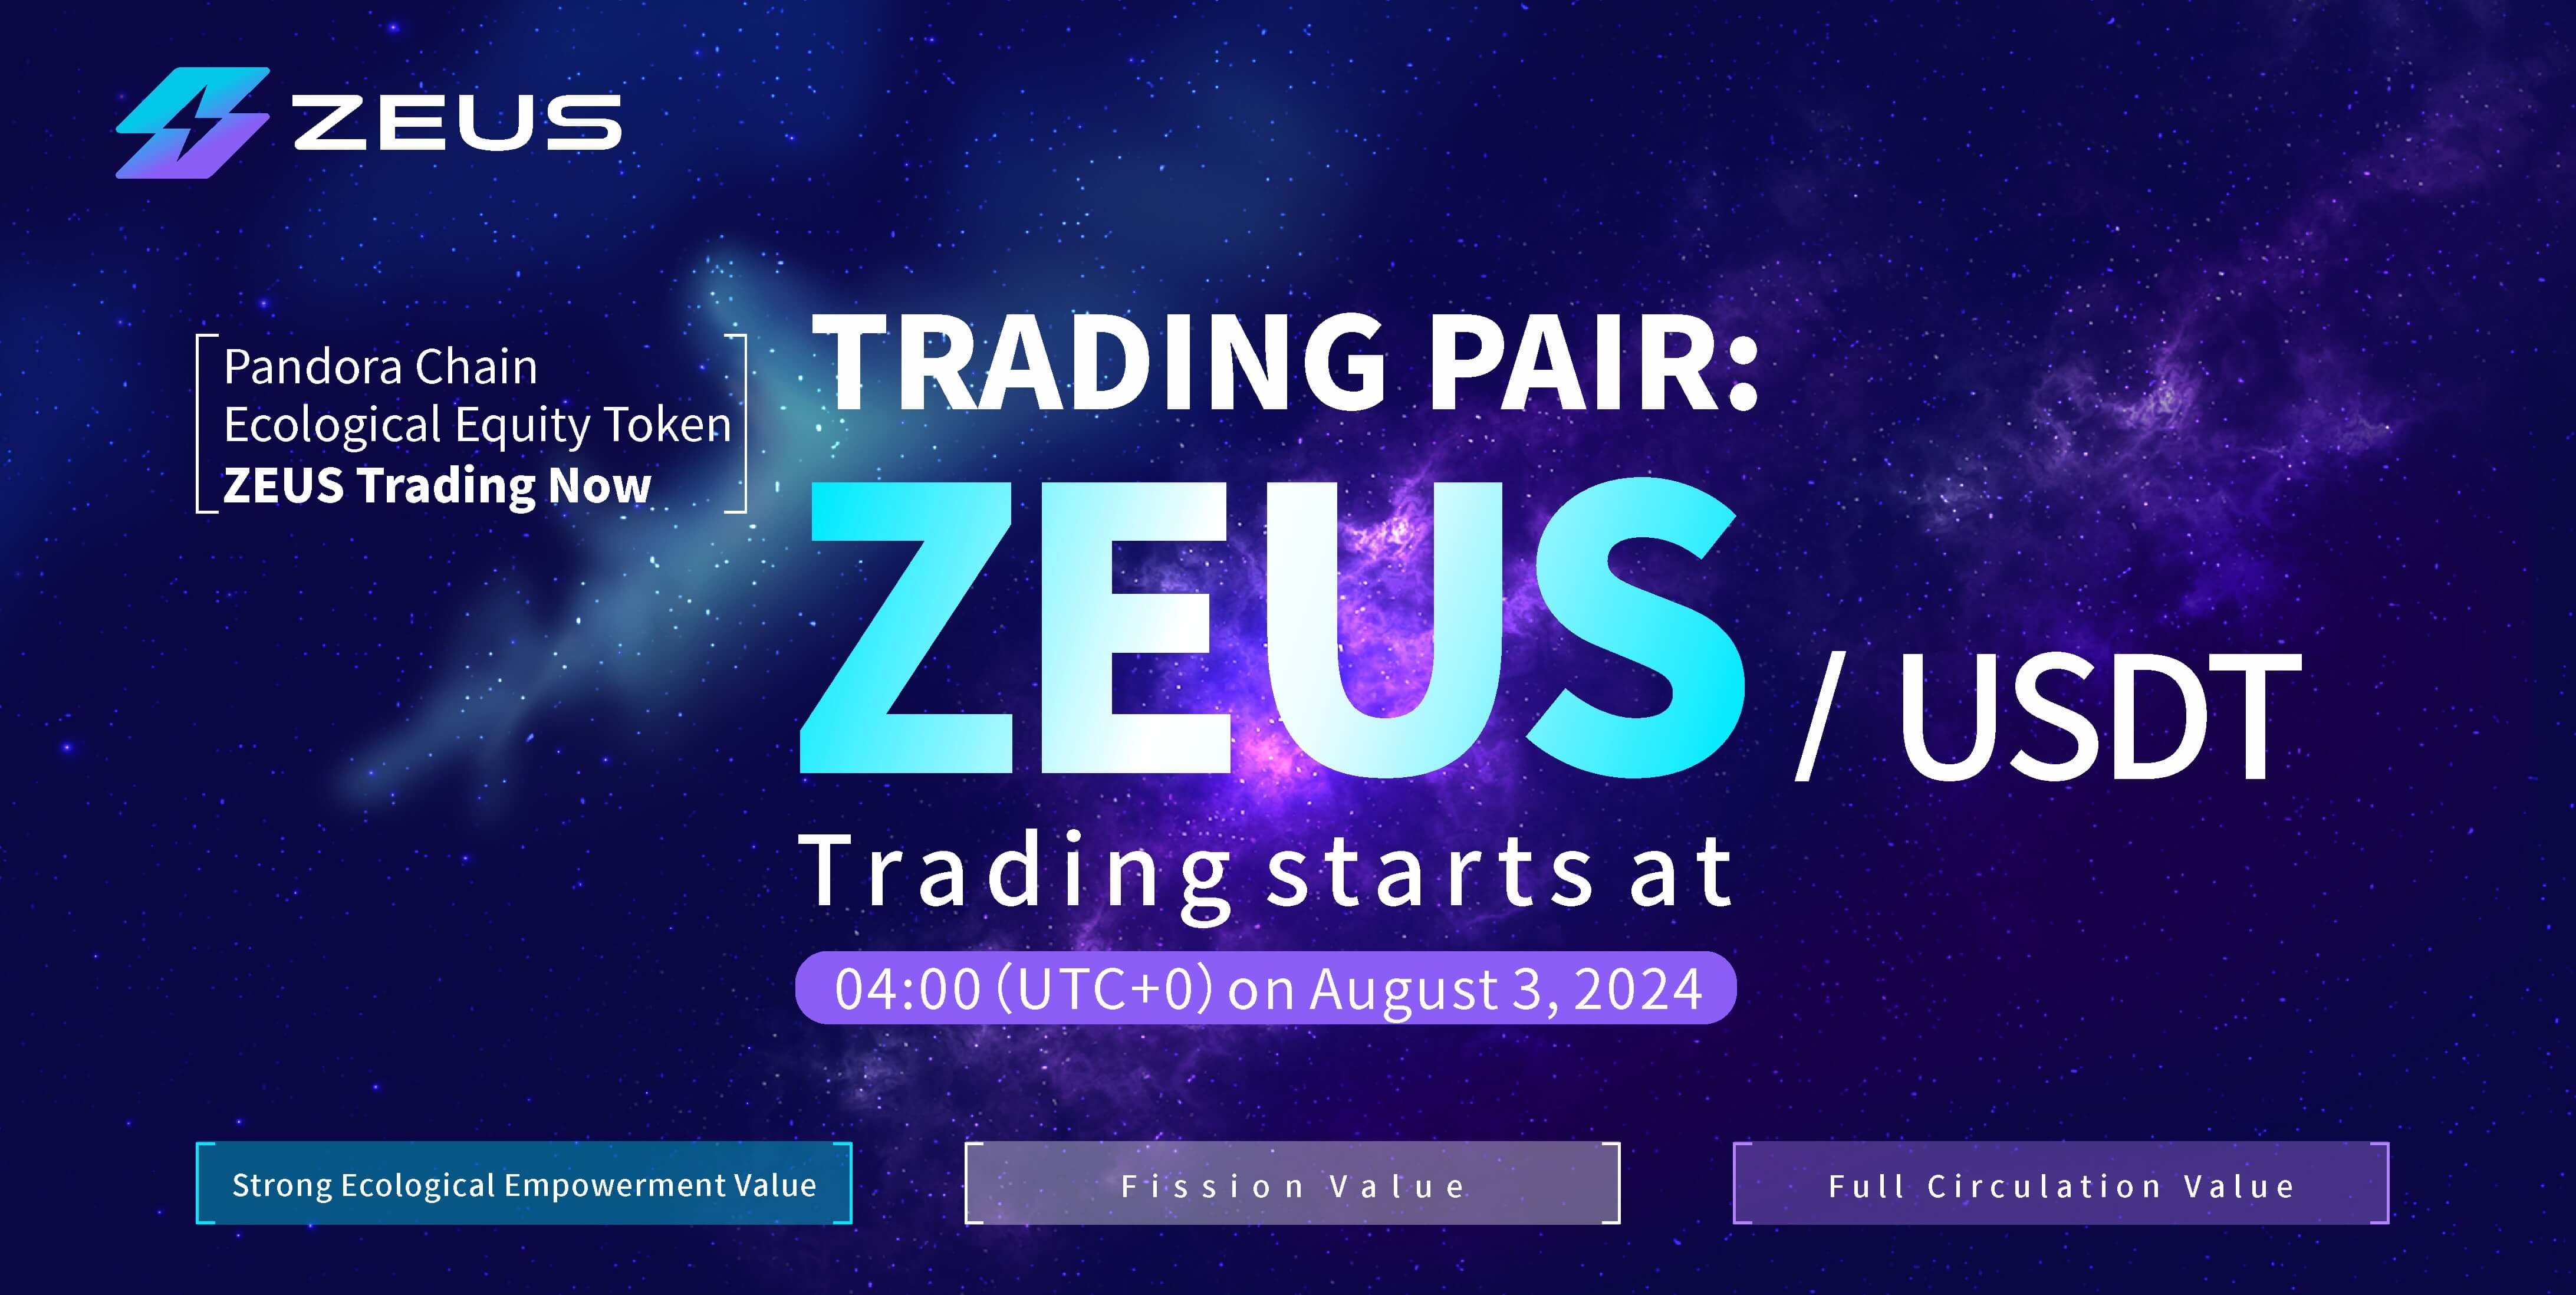 ZEUS
Pandora Chain
Ecological Equity Token
ZEUS Trading Now
TRADING PAIR:
ZEUS / USDT
Trading starts at
04:00（UTC+0）on August 3, 2024
Strong Ecological Empowerment Value
Fission Value
Full Circulation Value